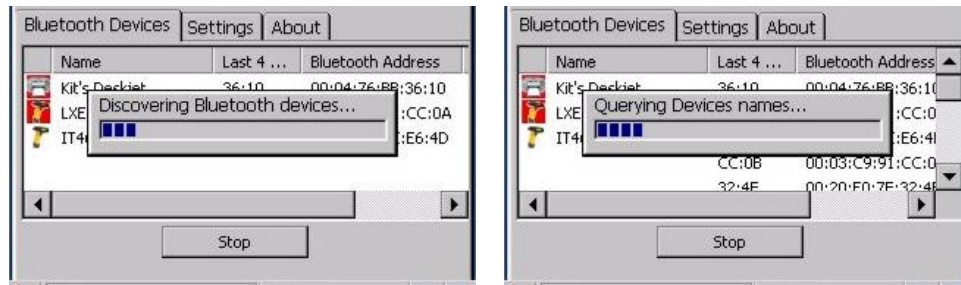 Bluetooth Devices Settings About
Name Last 4 ... Bluetooth Address
Kit's Deskjet 36:10 00:04:76:BB:36:10
Discovering Bluetooth devices...
LXE :CC:0A
IT4 :E6:4D
Stop
Bluetooth Devices Settings About
Name Last 4 ... Bluetooth Address
Kit's Deskjet 36:10 00:04:76:BB:36:10
Querying Devices names...
LXE :CC:0
IT4 :E6:4
CC:0B 00:03:C9:91:CC:0
32:4E 00:20:E0:7E:32:4
Stop